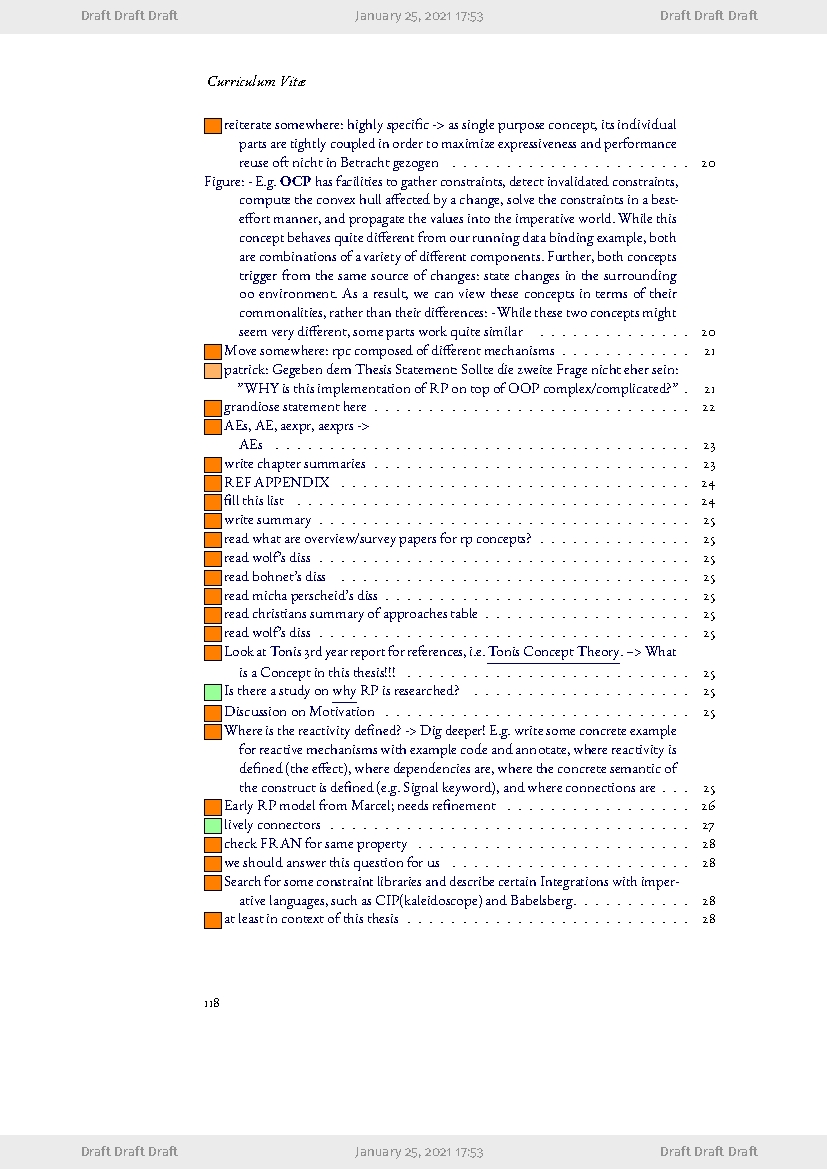 Draft Draft Draft January 25, 2021 17:53 Draft Draft Draft
Curriculum Vitæ
reiterate somewhere: highly specific -> as single purpose concept, its individual
parts are tightly coupled in order to maximize expressiveness and performance
reuse oft nicht in Betracht gezogen . . . . . . . . . . . . . . . . . . . . . . 20
Figure: - E.g. OCP has facilities to gather constraints, detect invalidated constraints,
compute the convex hull affected by a change, solve the constraints in a best-
effort manner, and propagate the values into the imperative world. While this
concept behaves quite different from our running data binding example, both
are combinations of a variety of different components. Further, both concepts
trigger from the same source of changes: state changes in the surrounding
oo environment. As a result, we can view these concepts in terms of their
commonalities, rather than their differences: - While these two concepts might
seem very different, some parts work quite similar . . . . . . . . . . . . . . 20
Move somewhere: rpc composed of different mechanisms . . . . . . . . . . . . 21
patrick: Gegeben dem Thesis Statement: Sollte die zweite Frage nicht eher sein:
”WHY is this implementation of RP on top of OOP complex/complicated?” . 21
grandiose statement here . . . . . . . . . . . . . . . . . . . . . . . . . . . . . 22
AEs, AE, aexpr, aexprs ->
AEs . . . . . . . . . . . . . . . . . . . . . . . . . . . . . . . . . . . . . . 23
write chapter summaries . . . . . . . . . . . . . . . . . . . . . . . . . . . . . 23
REF APPENDIX . . . . . . . . . . . . . . . . . . . . . . . . . . . . . . . . 24
fill this list . . . . . . . . . . . . . . . . . . . . . . . . . . . . . . . . . . . . 24
write summary . . . . . . . . . . . . . . . . . . . . . . . . . . . . . . . . . . 25
read what are overview/survey papers for rp concepts? . . . . . . . . . . . . . . 25
read wolf’s diss . . . . . . . . . . . . . . . . . . . . . . . . . . . . . . . . . . 25
read bohnet’s diss . . . . . . . . . . . . . . . . . . . . . . . . . . . . . . . . 25
read micha perscheid’s diss . . . . . . . . . . . . . . . . . . . . . . . . . . . . 25
read christians summary of approaches table . . . . . . . . . . . . . . . . . . . 25
read wolf’s diss . . . . . . . . . . . . . . . . . . . . . . . . . . . . . . . . . . 25
Look at Tonis 3rd year report for references, i.e. Tonis Concept Theory. –> What
is a Concept in this thesis!!! . . . . . . . . . . . . . . . . . . . . . . . . . . 25
Is there a study on why RP is researched? . . . . . . . . . . . . . . . . . . . . 25
Discussion on Motivation . . . . . . . . . . . . . . . . . . . . . . . . . . . . 25
Where is the reactivity defined? -> Dig deeper! E.g. write some concrete example
for reactive mechanisms with example code and annotate, where reactivity is
defined (the effect), where dependencies are, where the concrete semantic of
the construct is defined (e.g. Signal keyword), and where connections are . . . 25
Early RP model from Marcel; needs refinement . . . . . . . . . . . . . . . . . 26
lively connectors . . . . . . . . . . . . . . . . . . . . . . . . . . . . . . . . . 27
check FRAN for same property . . . . . . . . . . . . . . . . . . . . . . . . . 28
we should answer this question for us . . . . . . . . . . . . . . . . . . . . . . 28
Search for some constraint libraries and describe certain Integrations with imper-
ative languages, such as CIP(kaleidoscope) and Babelsberg. . . . . . . . . . . 28
at least in context of this thesis . . . . . . . . . . . . . . . . . . . . . . . . . . 28
118
Draft Draft Draft January 25, 2021 17:53 Draft Draft Draft